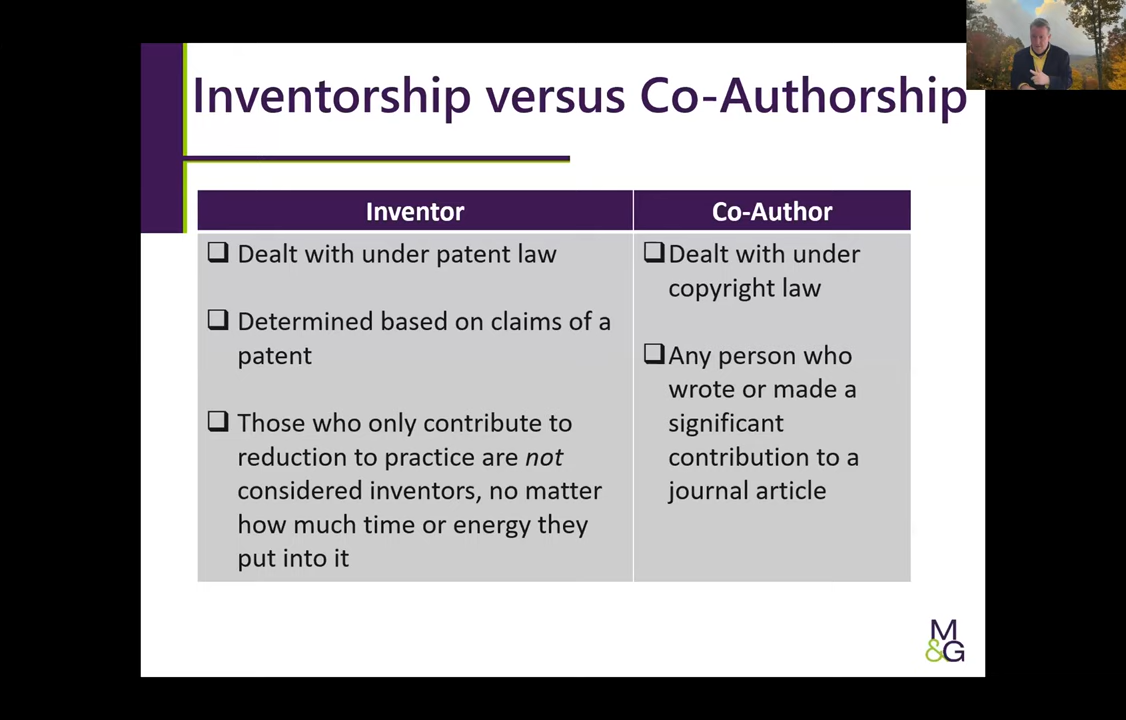 Inventorship versus Co-Authorship
Inventor
Co-Author
Dealt with under patent law
Determined based on claims of a
patent
Those who only contribute to
reduction to practice are not
considered inventors, no matter
how much time or energy they
put into it
Dealt with under
copyright law
Any person who
wrote or made a
significant
contribution to a
journal article
M
&G